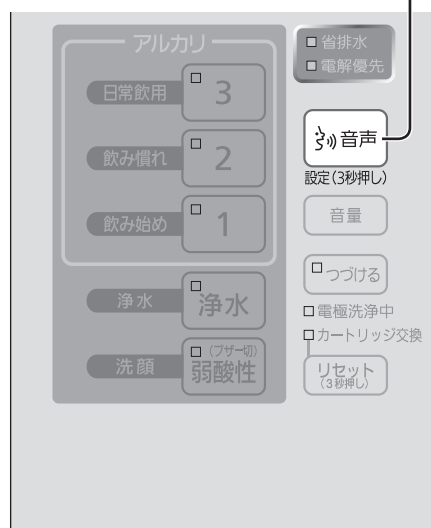 アルカリ
日常飲用
3
飲み慣れ
2
飲み始め
1
浄水
浄水
洗顔
(ブザー切)
弱酸性
省排水
電解優先
音声
設定(3秒押し)
音量
つづける
電極洗浄中
カートリッジ交換
リセット
(3秒押し)